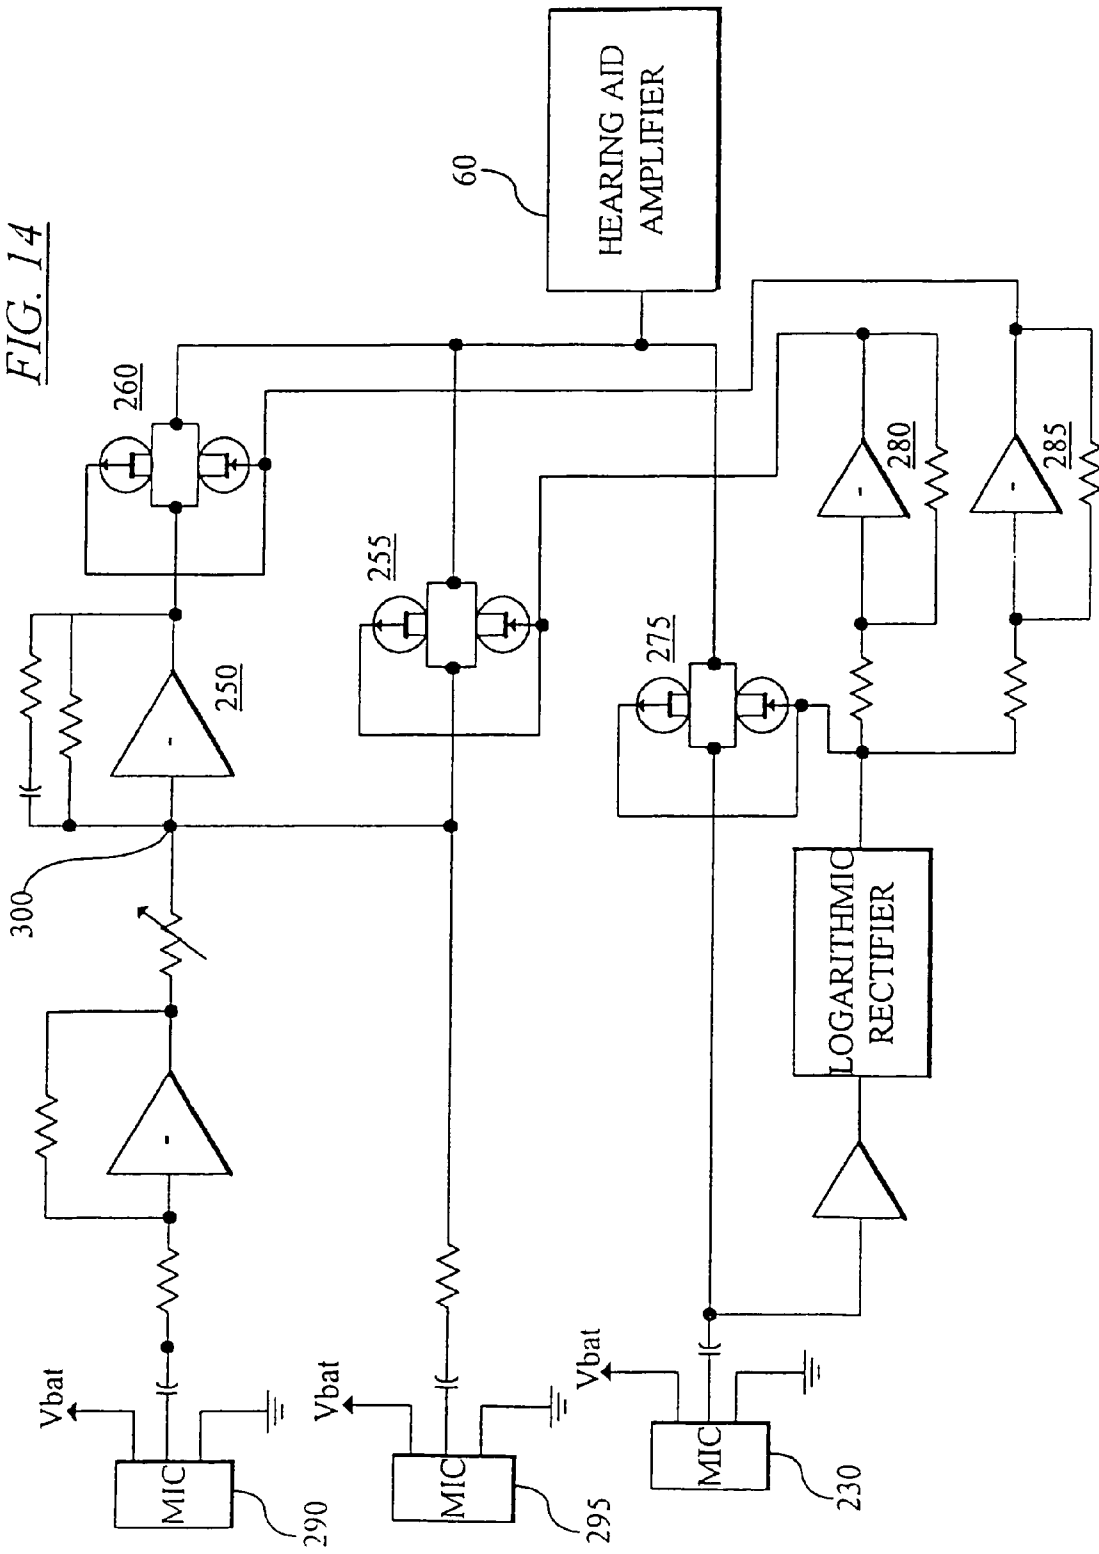 FIG. 14
300
250
260
60
HEARING AID
AMPLIFIER
255
275
280
285
LOGARITHMIC
RECTIFIER
Vbat
MIC
290
Vbat
MIC
295
Vbat
MIC
230